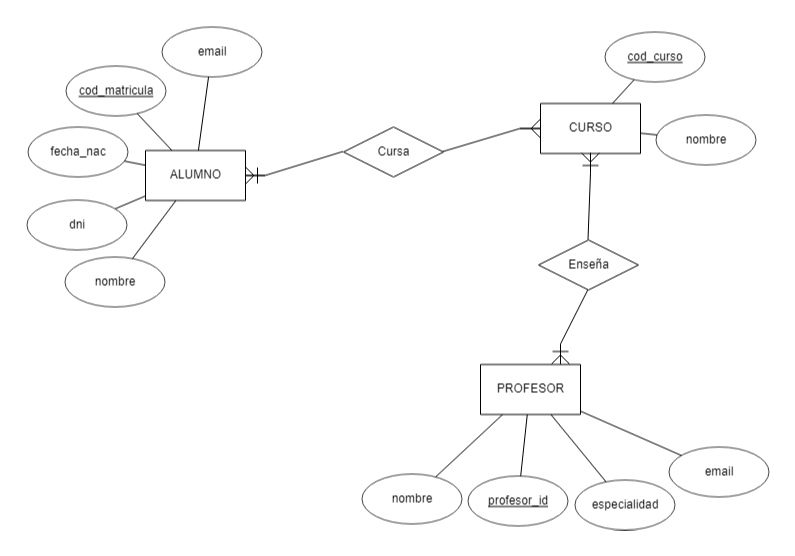 email
cod_curso
cod_matricula
CURSO
nombre
fecha_nac
Cursa
ALUMNO
dni
Enseña
nombre
PROFESOR
email
nombre
profesor_id
especialidad